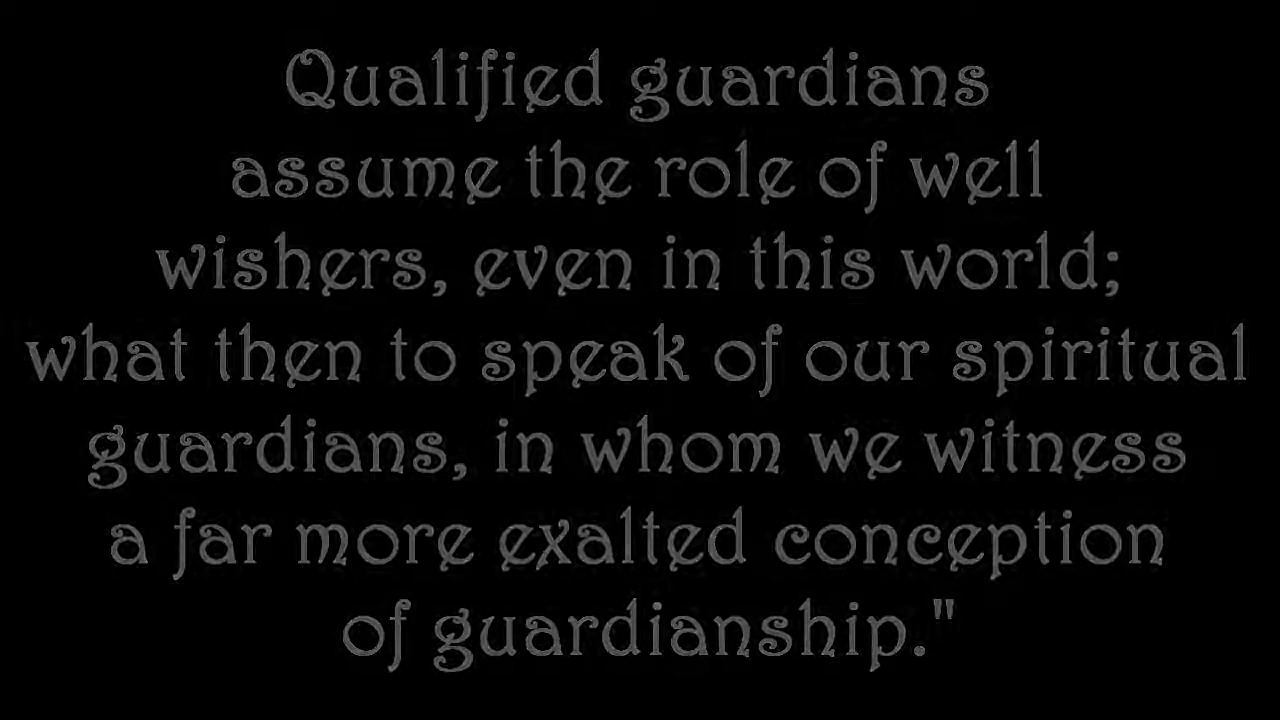 Qualified guardians
assume the role of well
wishers, even in this world;
what then to speak of our spiritual
guardians, in whom we witness
a far more exalted conception
of guardianship."